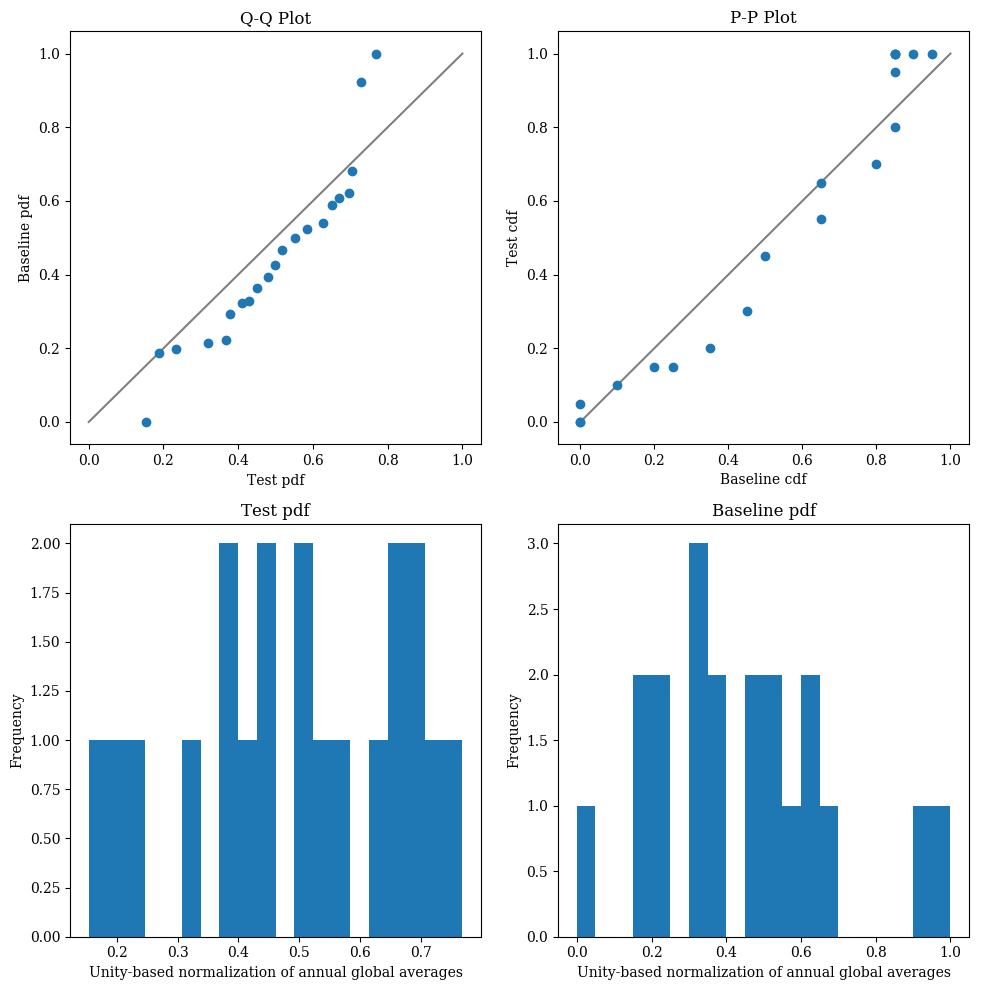 Q-Q Plot
1.0
0.8
0.6
0.4
0.2
0.0
Baseline pdf
0.0 0.2 0.4 0.6 0.8 1.0
Test pdf
P-P Plot
1.0
0.8
0.6
0.4
0.2
0.0
Test cdf
0.0 0.2 0.4 0.6 0.8 1.0
Baseline cdf
Test pdf
2.00
1.75
1.50
1.25
1.00
0.75
0.50
0.25
0.00
Frequency
0.2 0.3 0.4 0.5 0.6 0.7
Unity-based normalization of annual global averages
Baseline pdf
3.0
2.5
2.0
1.5
1.0
0.5
0.0
Frequency
0.0 0.2 0.4 0.6 0.8 1.0
Unity-based normalization of annual global averages